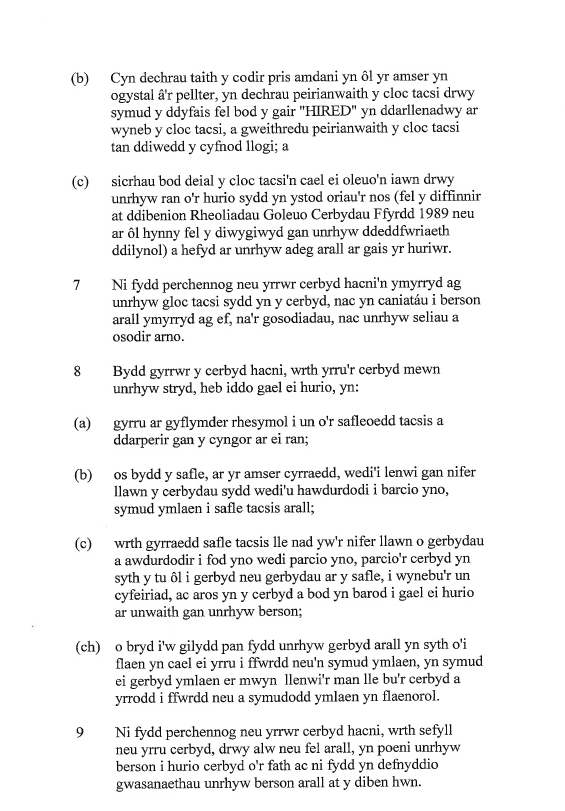 (b) Cyn dechrau taith y codir pris amdani yn ôl yr amser yn
ogystal â'r pellter, yn dechrau peirianwaith y cloc tacsi drwy
symud y ddyfais fel bod y gair "HIRED" yn ddarllenadwy ar
wyneb y cloc tacsi, a gweithredu peirianwaith y cloc tacsi
tan ddiwedd y cyfnod llogi; a
(c) sicrhau bod deial y cloc tacsi'n cael ei oleuo'n iawn drwy
unrhyw ran o'r hurio sydd yn ystod oriau'r nos (fel y diffinnir
at ddibenion Rheoliadau Goleuo Cerbydau Ffyrdd 1989 neu
ar ôl hynny fel y diwygiwyd gan unrhyw ddeddfwriaeth
ddilynol) a hefyd ar unrhyw adeg arall ar gais yr huriwr.
7 Ni fydd perchennog neu yrrwr cerbyd hacni'n ymyrryd ag
unrhyw gloc tacsi sydd yn y cerbyd, nac yn caniatáu i berson
arall ymyrryd ag ef, na'r gosodiadau, nac unrhyw seliau a
osodir arno.
8 Bydd gyrrwr y cerbyd hacni, wrth yrru'r cerbyd mewn
unrhyw stryd, heb iddo gael ei hurio, yn:
(a) gyrru ar gyflymder rhesymol i un o'r safleoedd tacsis a
ddarperir gan y cyngor ar ei ran;
(b) os bydd y safle, ar yr amser cyrraedd, wedi'i lenwi gan nifer
llawn y cerbydau sydd wedi'u hawdurdodi i barcio yno,
symud ymlaen i safle tacsis arall;
(c) wrth gyrraedd safle tacsis lle nad yw'r nifer llawn o gerbydau
a awdurdodir i fod yno wedi parcio yno, parcio'r cerbyd yn
syth y tu ôl i gerbyd neu gerbydau ar y safle, i wynebu'r un
cyfeiriad, ac aros yn y cerbyd a bod yn barod i gael ei hurio
ar unwaith gan unrhyw berson;
(ch) o bryd i'w gilydd pan fydd unrhyw gerbyd arall yn syth o'i
flaen yn cael ei yrru i ffwrdd neu'n symud ymlaen, yn symud
ei gerbyd ymlaen er mwyn llenwi'r man lle bu'r cerbyd a
yrrodd i ffwrdd neu a symudodd ymlaen yn flaenorol.
9 Ni fydd perchennog neu yrrwr cerbyd hacni, wrth sefyll
neu yrru cerbyd, drwy alw neu fel arall, yn poeni unrhyw
berson i hurio cerbyd o'r fath ac ni fydd yn defnyddio
gwasanaethau unrhyw berson arall at y diben hwn.